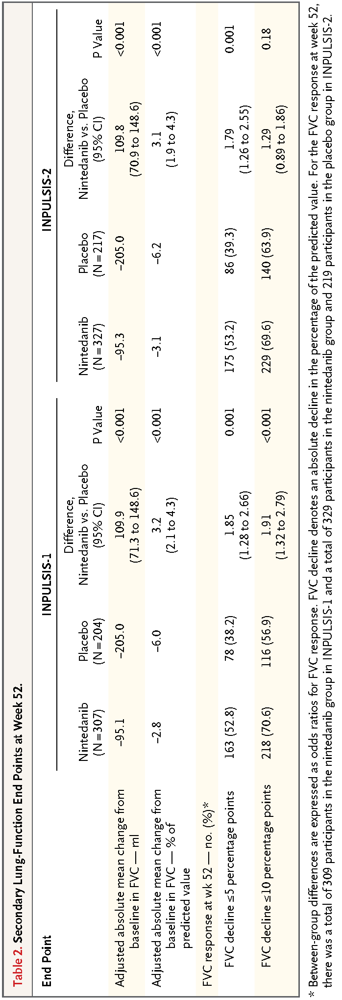 Table 2. Secondary Lung-Function End Points at Week 52.
End Point INPULSIS-1 INPULSIS-2
Nintedanib (N=307) Placebo (N=204) Difference, Nintedanib vs. Placebo (95% CI) P Value Nintedanib (N=327) Placebo (N=217) Difference, Nintedanib vs. Placebo (95% CI) P Value
Adjusted absolute mean change from baseline in FVC — ml –95.1 –205.0 109.9 (71.3 to 148.6) <0.001 –95.3 –205.0 109.8 (70.9 to 148.6) <0.001
Adjusted absolute mean change from baseline in FVC — % of predicted value –2.8 –6.0 3.2 (2.1 to 4.3) <0.001 –3.1 –6.2 3.1 (1.9 to 4.3) <0.001
FVC response at wk 52 — no. (%)*
FVC decline ≤5 percentage points 163 (52.8) 78 (38.2) 1.85 (1.28 to 2.66) 0.001 175 (53.2) 86 (39.3) 1.79 (1.26 to 2.55) 0.001
FVC decline ≤10 percentage points 218 (70.6) 116 (56.9) 1.91 (1.32 to 2.79) <0.001 229 (69.6) 140 (63.9) 1.29 (0.89 to 1.86) 0.18
* Between-group differences are expressed as odds ratios for FVC response. FVC decline denotes an absolute decline in the percentage of the predicted value. For the FVC response at week 52,
there was a total of 309 participants in the nintedanib group in INPULSIS-1 and a total of 329 participants in the nintedanib group and 219 participants in the placebo group in INPULSIS-2.